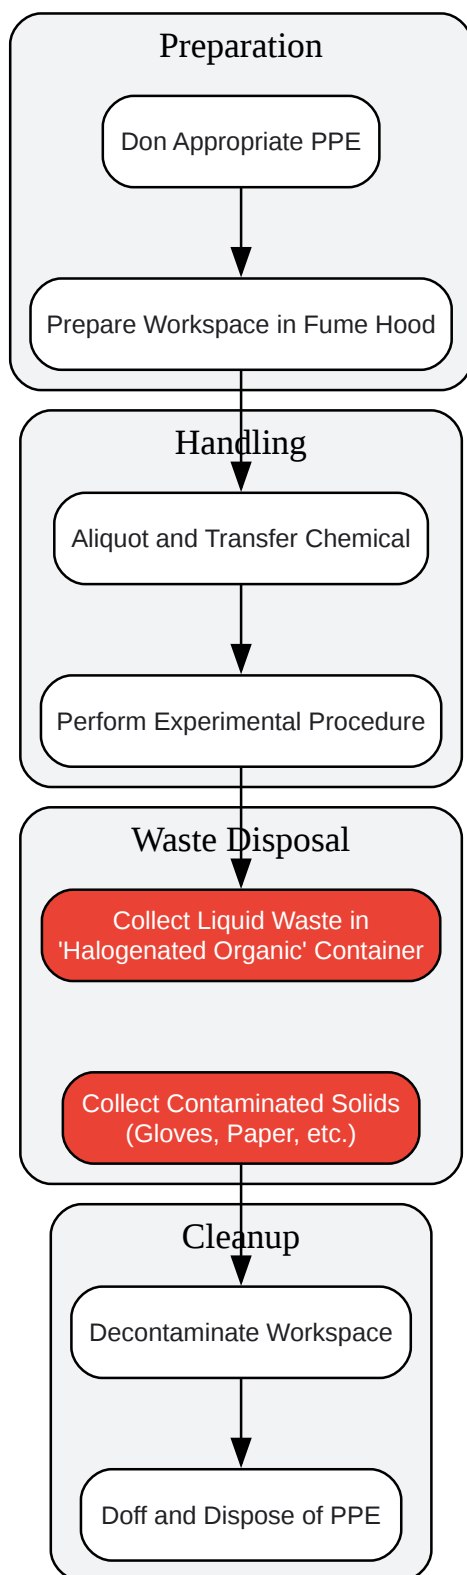 Preparation
Don Appropriate PPE
Prepare Workspace in Fume Hood
Handling
Aliquot and Transfer Chemical
Perform Experimental Procedure
Waste Disposal
Collect Liquid Waste in
'Halogenated Organic' Container
Collect Contaminated Solids
(Gloves, Paper, etc.)
Cleanup
Decontaminate Workspace
Doff and Dispose of PPE